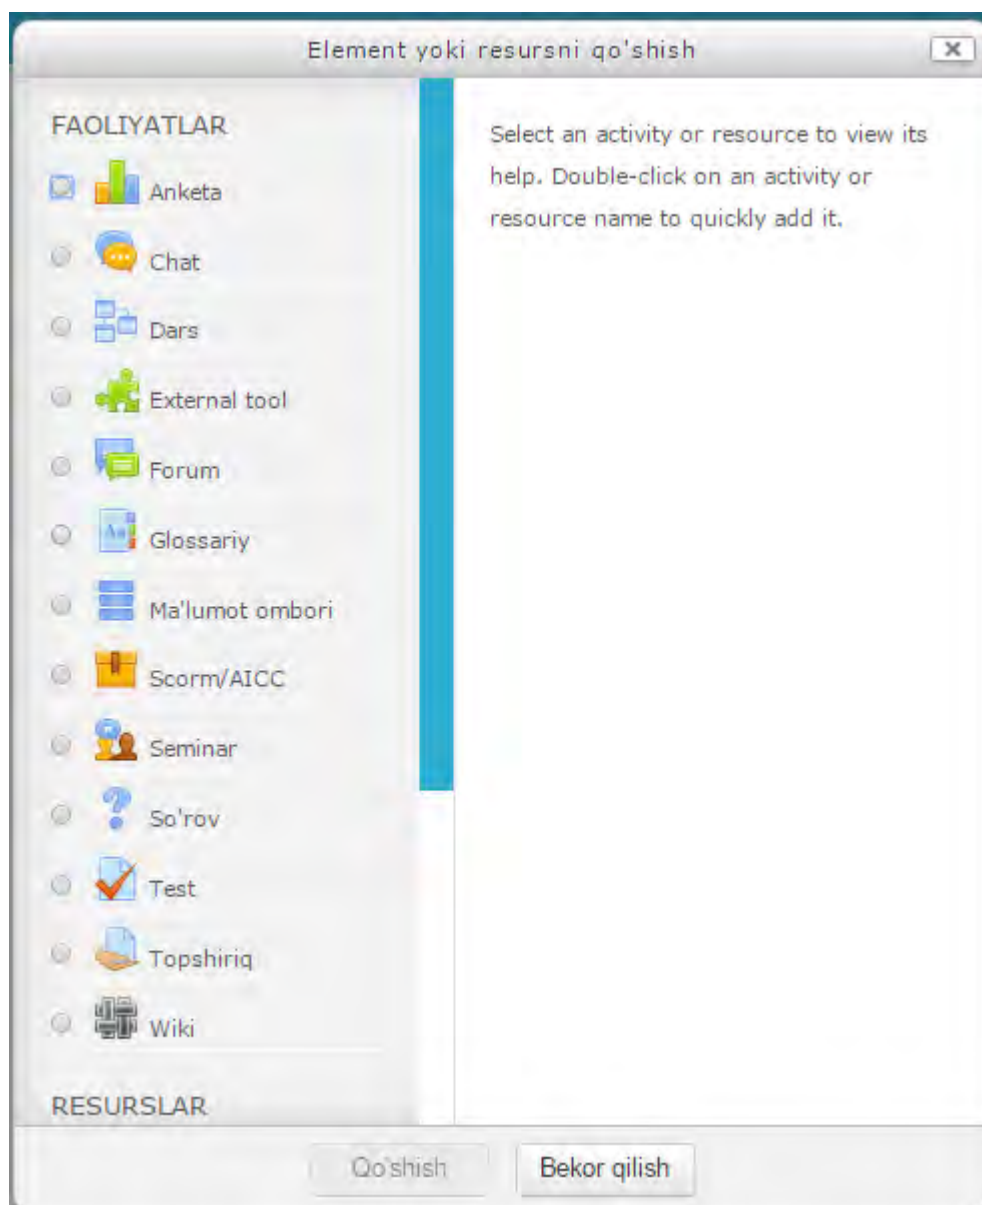 Element yoki resursni qo'shish
FAOLIYATLAR
Anketa
Chat
Dars
External tool
Forum
Glossariy
Ma'lumot ombori
Scorm/AICC
Seminar
So'rov
Test
Topshiriq
Wiki
RESURSLAR
Select an activity or resource to view its
help. Double-click on an activity or
resource name to quickly add it.
Qo'shish
Bekor qilish